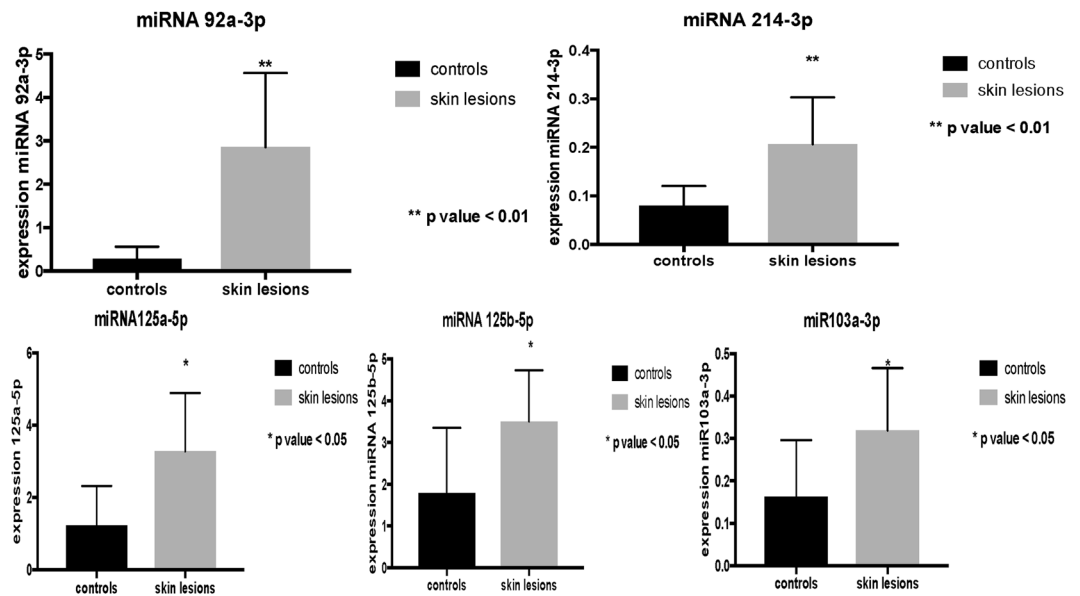 miRNA 92a-3p
expression miRNA 92a-3p
5
4
3
2
1
0
**
controls
skin lesions
controls
skin lesions
** p value < 0.01
miRNA 214-3p
expression miRNA 214-3p
0.4
0.3
0.2
0.1
0.0
**
controls
skin lesions
controls
skin lesions
** p value < 0.01
miRNA125a-5p
expression 125a-5p
6
4
2
0
*
controls
skin lesions
controls
skin lesions
* p value < 0.05
miRNA 125b-5p
expression miRNA 125b-5p
5
4
3
2
1
0
*
controls
skin lesions
controls
skin lesions
* p value < 0.05
miR103a-3p
expression miR103a-3p
0.5
0.4
0.3
0.2
0.1
0.0
*
controls
skin lesions
controls
skin lesions
* p value < 0.05